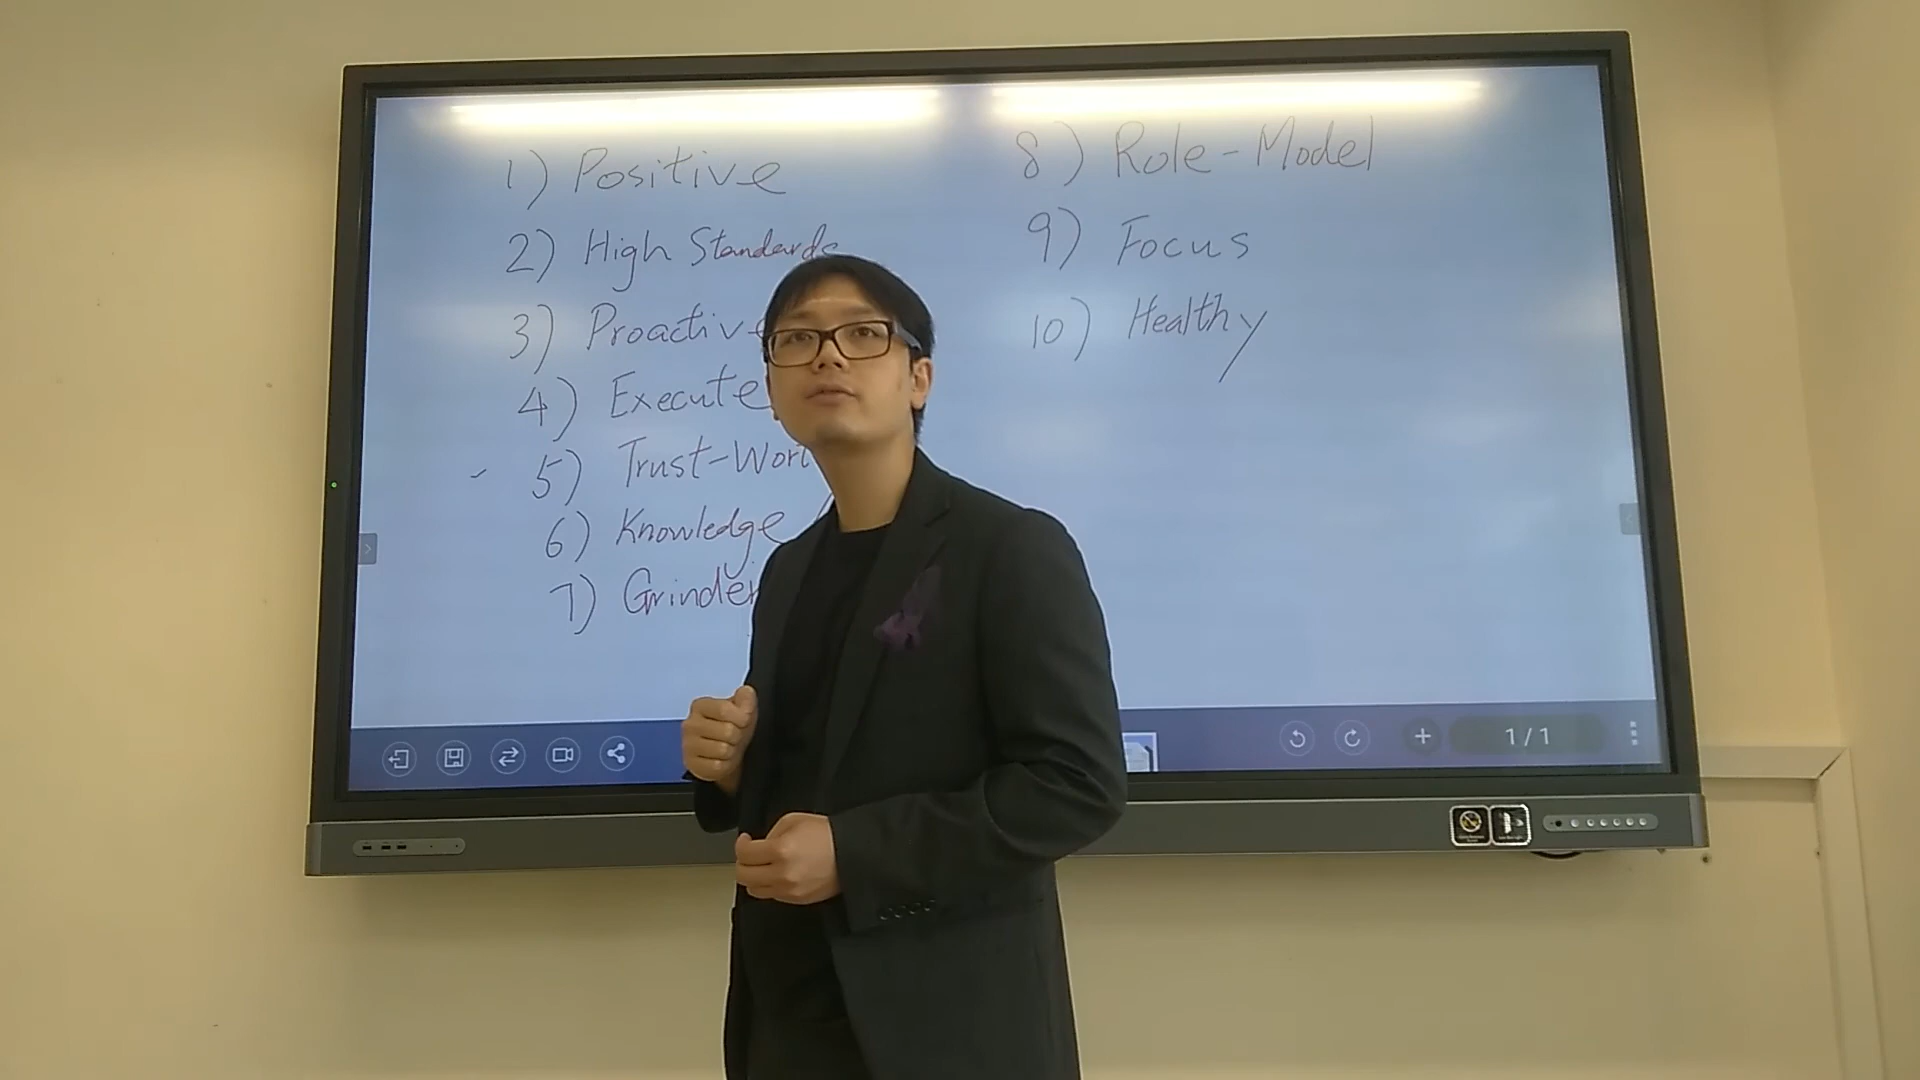 1) Positive
2) High Standards
3) Proactive
4) Execute
5) Trust-Wort
6) Knowledge
7) Grinder
8) Role-Model
9) Focus
10) Healthy
1/1